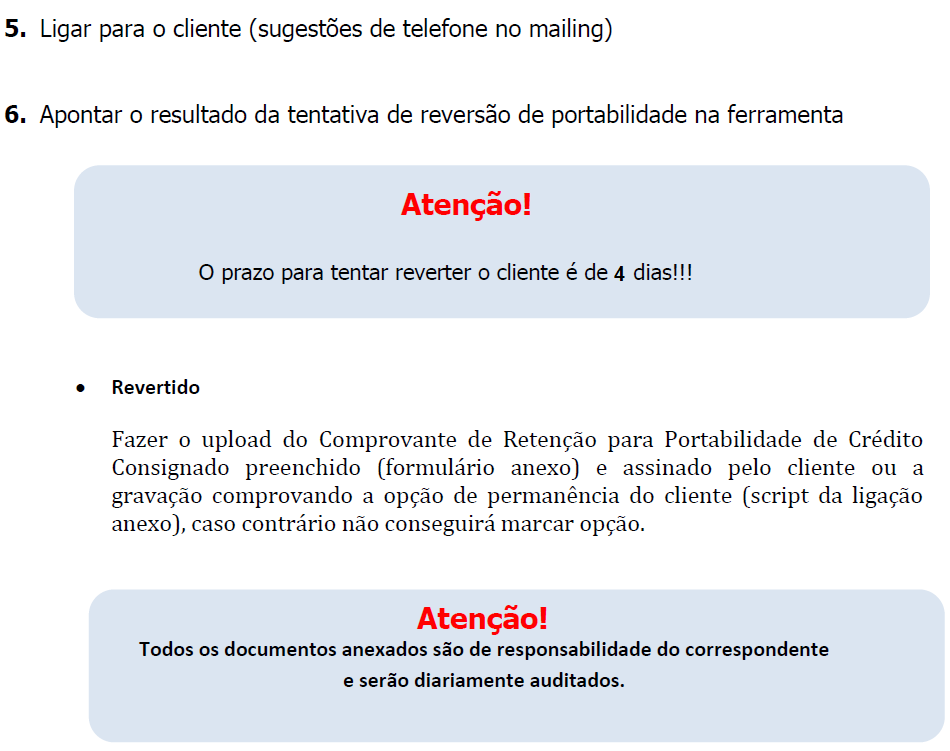 5. Ligar para o cliente (sugestões de telefone no mailing)
6. Apontar o resultado da tentativa de reversão de portabilidade na ferramenta
Atenção!
O prazo para tentar reverter o cliente é de 4 dias!!!
• Revertido
Fazer o upload do Comprovante de Retenção para Portabilidade de Crédito
Consignado preenchido (formulário anexo) e assinado pelo cliente ou a
gravação comprovando a opção de permanência do cliente (script da ligação
anexo), caso contrário não conseguirá marcar opção.
Atenção!
Todos os documentos anexados são de responsabilidade do correspondente
e serão diariamente auditados.